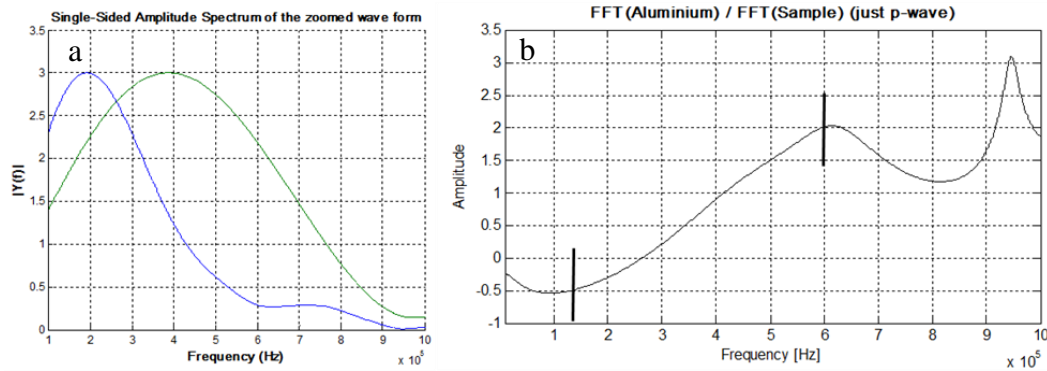 Single-Sided Amplitude Spectrum of the zoomed wave form
a
3.5
3
2.5
2
1.5
1
0.5
0
|Y(f)|
1 2 3 4 5 6 7 8 9 10
Frequency (Hz)
x 10^5
FFT(Aluminium) / FFT(Sample) (just p-wave)
b
3.5
3
2.5
2
1.5
1
0.5
0
-0.5
-1
Amplitude
1 2 3 4 5 6 7 8 9 10
Frequency [Hz]
x 10^5